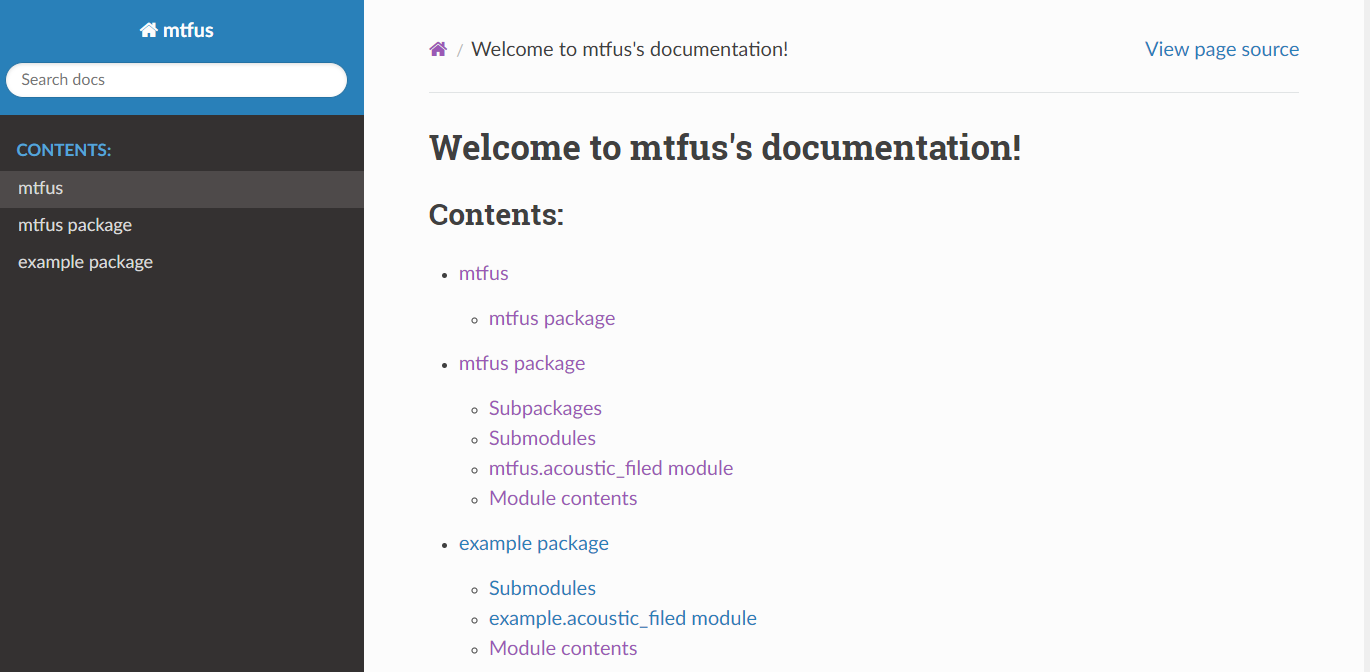 mtfus
Search docs
CONTENTS:
mtfus
mtfus package
example package
/ Welcome to mtfus's documentation!
View page source
Welcome to mtfus's documentation!
Contents:
mtfus
mtfus package
mtfus package
Subpackages
Submodules
mtfus.acoustic_filed module
Module contents
example package
Submodules
example.acoustic_filed module
Module contents